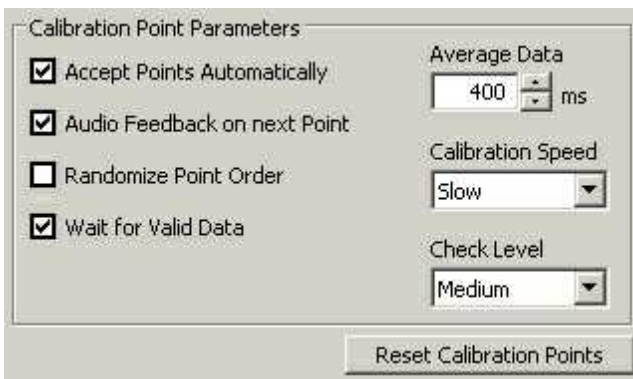 Calibration Point Parameters
Accept Points Automatically
Audio Feedback on next Point
Randomize Point Order
Wait for Valid Data
Average Data
400 ms
Calibration Speed
Slow
Check Level
Medium
Reset Calibration Points